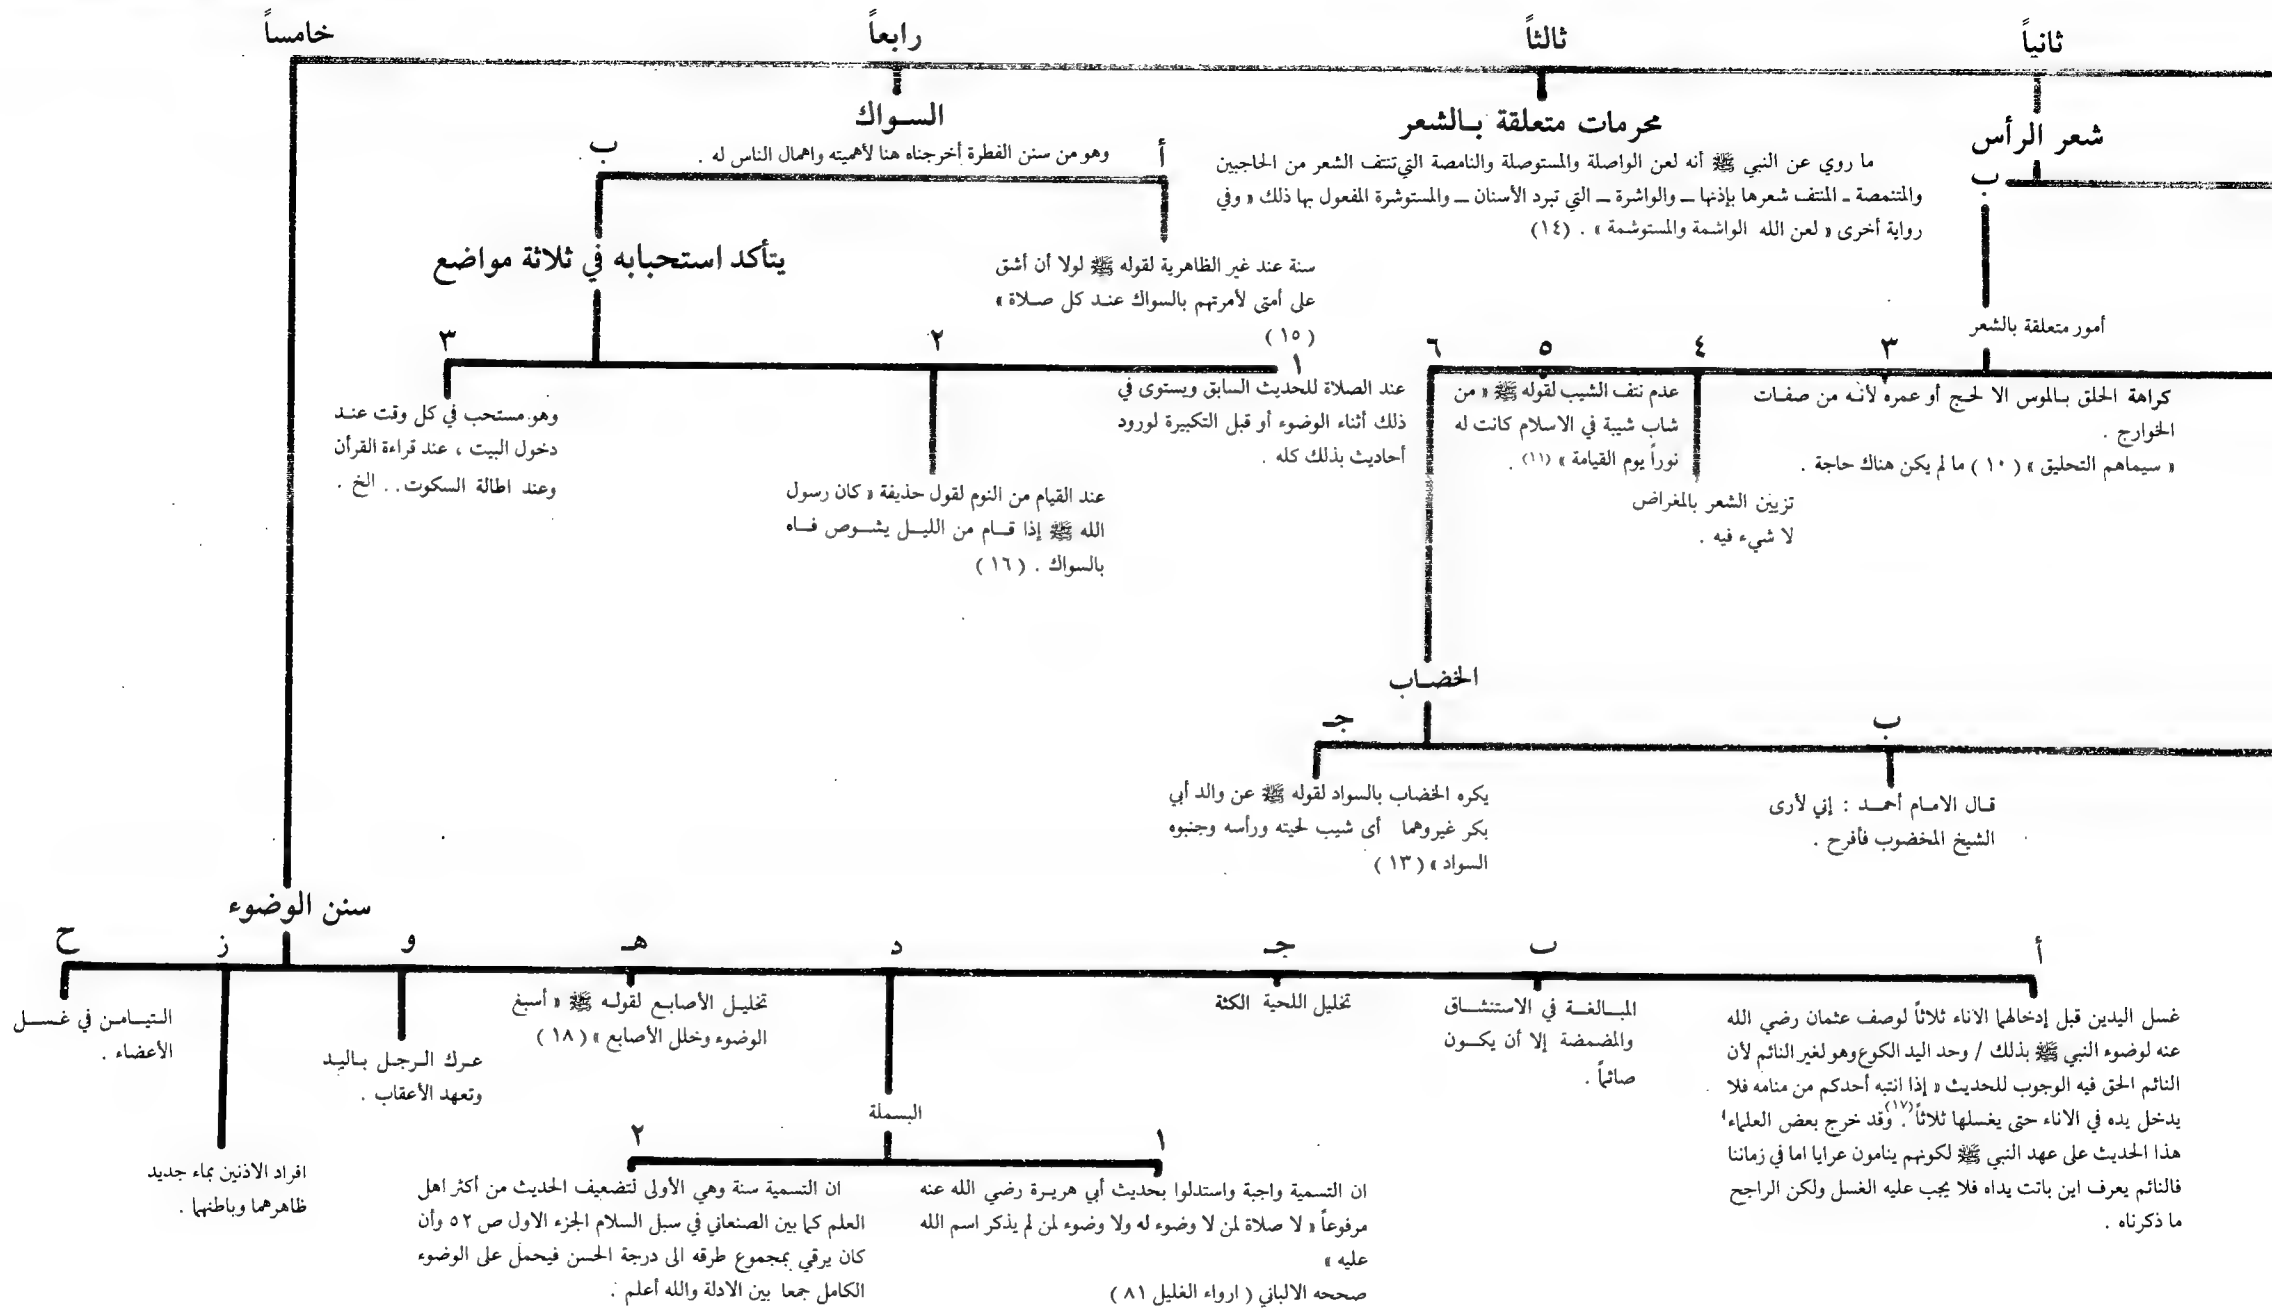 ثانياً
شعر الرأس
ب
أمور متعلقة بالشعر
٣
كراهة الحلق بالموس الا لحج أو عمره لأنه من صفات
الخوارج .
« سيماهم التحليق » ( ١٠ ) ما لم يكن هناك حاجة .
٤
تزيين الشعر بالمغراض
لا شيء فيه .
٥
عدم نتف الشيب لقوله ﷺ « من
شاب شيبة في الاسلام كانت له
نوراً يوم القيامة » (١١) .
٦
الخضاب
ب
قال الامام أحمد : إني لأرى
الشيخ المخضوب فأفرح .
جـ
يكره الخضاب بالسواد لقوله ﷺ عن والد أبي
بكر غيروهما أى شيب لحيته ورأسه وجنبوه
السواد » ( ١٣ )
ثالثاً
محرمات متعلقة بالشعر
ما روي عن النبي ﷺ أنه لعن الواصلة والمستوصلة والنامصة التي تنتف الشعر من الحاجبين
والمتنمصة ـ المنتف شعرها بإذنها ـ والواشرة ـ التي تبرد الأسنان ـ والمستوشرة المفعول بها ذلك « وفي
رواية أخرى « لعن الله الواشمة والمستوشمة » . (١٤)
رابعاً
السواك
وهو من سنن الفطرة أخرجناه هنا لأهميته واهمال الناس له .
أ
سنة عند غير الظاهرية لقوله ﷺ لولا أن أشق
على أمتى لأمرتهم بالسواك عند كل صلاة »
( ١٥ )
ب
يتأكد استحبابه في ثلاثة مواضع
١
عند الصلاة للحديث السابق ويستوى في
ذلك أثناء الوضوء أو قبل التكبيرة لورود
أحاديث بذلك كله .
٢
عند القيام من النوم لقول حذيفة « كان رسول
الله ﷺ إذا قام من الليل يشوص فاه
بالسواك . ( ١٦ )
٣
وهو مستحب في كل وقت عند
دخول البيت ، عند قراءة القرأن
وعند اطالة السكوت .. الخ .
خامساً
سنن الوضوء
أ
غسل اليدين قبل إدخالهما الاناء ثلاثاً لوصف عثمان رضي الله
عنه لوضوء النبي ﷺ بذلك / وحد اليد الكوع وهو لغير النائم لأن
النائم الحق فيه الوجوب للحديث « إذا انتبه أحدكم من منامه فلا
يدخل يده في الاناء حتى يغسلها ثلاثاً (١٧) . وقد خرج بعض العلماء
هذا الحديث على عهد النبي ﷺ لكونهم ينامون عرايا اما في زماننا
فالنائم يعرف اين باتت يداه فلا يجب عليه الغسل ولكن الراجح
ما ذكرناه .
ب
المبالغة في الاستنشاق
والمضمضة إلا أن يكون
صائماً .
جـ
تخليل اللحية الكثة
د
البسملة
١
ان التسمية واجبة واستدلوا بحديث أبي هريرة رضي الله عنه
مرفوعاً « لا صلاة لمن لا وضوء له ولا وضوء لمن لم يذكر اسم الله
عليه »
صححه الالباني ( ارواء الغليل ٨١ )
٢
ان التسمية سنة وهي الأولى لتضعيف الحديث من أكثر اهل
العلم كما بين الصنعاني في سبل السلام الجزء الاول ص ٥٢ وأن
كان يرقي بمجموع طرقه الى درجة الحسن فيحمل على الوضوء
الكامل جمعا بين الادلة والله أعلم .
هـ
تخليل الأصابع لقوله ﷺ « أسبغ
الوضوء وخلل الأصابع » ( ١٨ )
و
عرك الرجل باليد
وتعهد الأعقاب .
ز
افراد الاذنين بماء جديد
ظاهرهما وباطنهما .
ح
التيامن في غسل
الأعضاء .